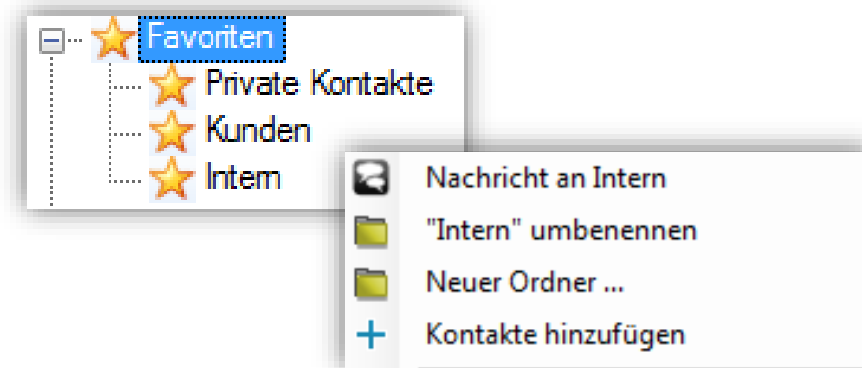 Favoriten
Private Kontakte
Kunden
Intern
Nachricht an Intern
"Intern" umbenennen
Neuer Ordner ...
Kontakte hinzufügen